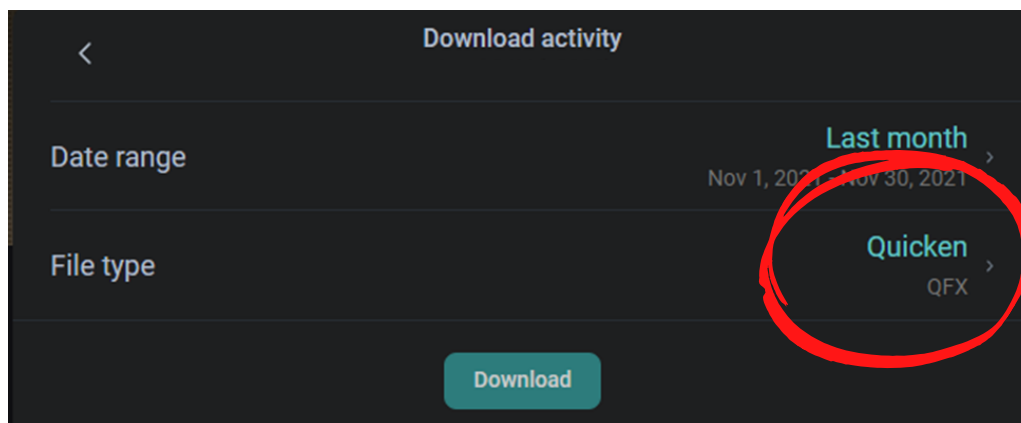 Download activity
Date range
Last month
Nov 1, 2021 - Nov 30, 2021
File type
Quicken
QFX
Download